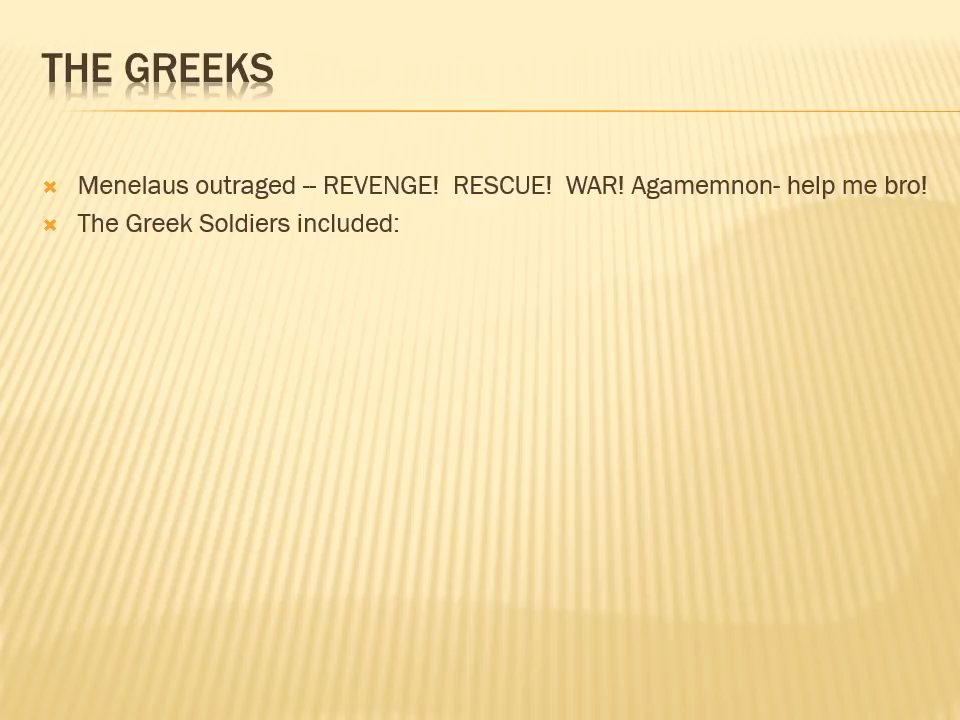 THE GREEKS
Menelaus outraged -- REVENGE!  RESCUE!  WAR! Agamemnon- help me bro!
The Greek Soldiers included: